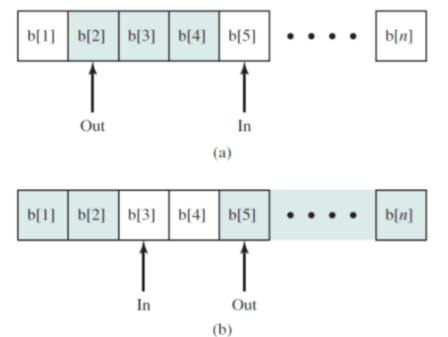 b[1] b[2] b[3] b[4] b[5] • • • • b[n]
Out In
(a)
b[1] b[2] b[3] b[4] b[5] • • • • b[n]
In Out
(b)